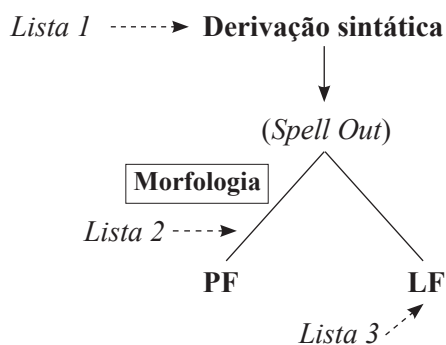 Lista 1 Derivação sintática
(Spell Out)
Morfologia
Lista 2
PF LF
Lista 3